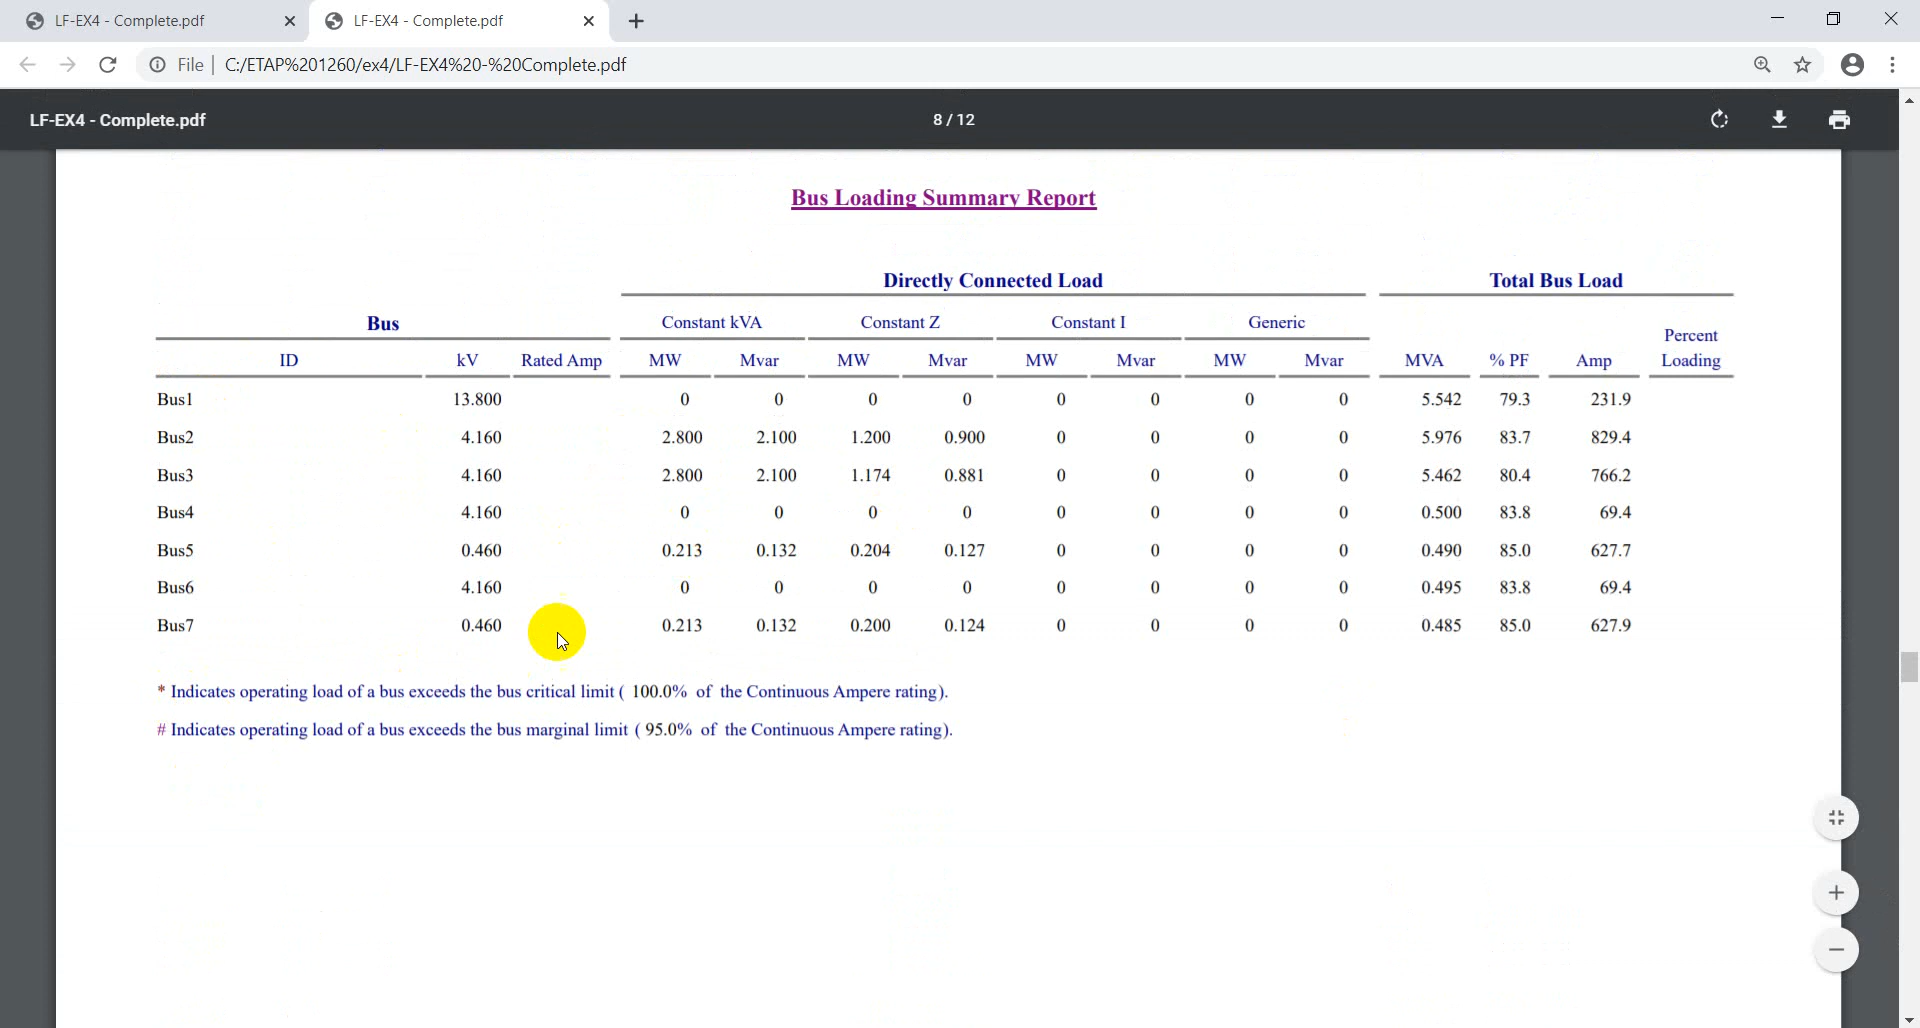 LF-EX4 - Complete.pdf LF-EX4 - Complete.pdf
File C:/ETAP%201260/ex4/LF-EX4%20-%20Complete.pdf
LF-EX4 - Complete.pdf 8 / 12
Bus Loading Summary Report
Directly Connected Load Total Bus Load
Bus Constant kVA Constant Z Constant I Generic
Percent
ID kV Rated Amp MW Mvar MW Mvar MW Mvar MW Mvar MVA % PF Amp Loading
Bus1 13.800 0 0 0 0 0 0 0 0 5.542 79.3 231.9
Bus2 4.160 2.800 2.100 1.200 0.900 0 0 0 0 5.976 83.7 829.4
Bus3 4.160 2.800 2.100 1.174 0.881 0 0 0 0 5.462 80.4 766.2
Bus4 4.160 0 0 0 0 0 0 0 0 0.500 83.8 69.4
Bus5 0.460 0.213 0.132 0.204 0.127 0 0 0 0 0.490 85.0 627.7
Bus6 4.160 0 0 0 0 0 0 0 0 0.495 83.8 69.4
Bus7 0.460 0.213 0.132 0.200 0.124 0 0 0 0 0.485 85.0 627.9
* Indicates operating load of a bus exceeds the bus critical limit ( 100.0% of the Continuous Ampere rating).
# Indicates operating load of a bus exceeds the bus marginal limit ( 95.0% of the Continuous Ampere rating).